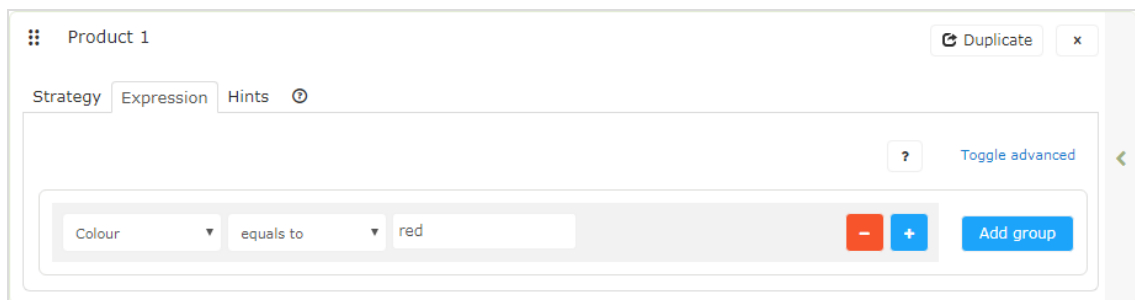 Product 1
Duplicate
x
Strategy Expression Hints ?
? Toggle advanced
Colour equals to red - + Add group